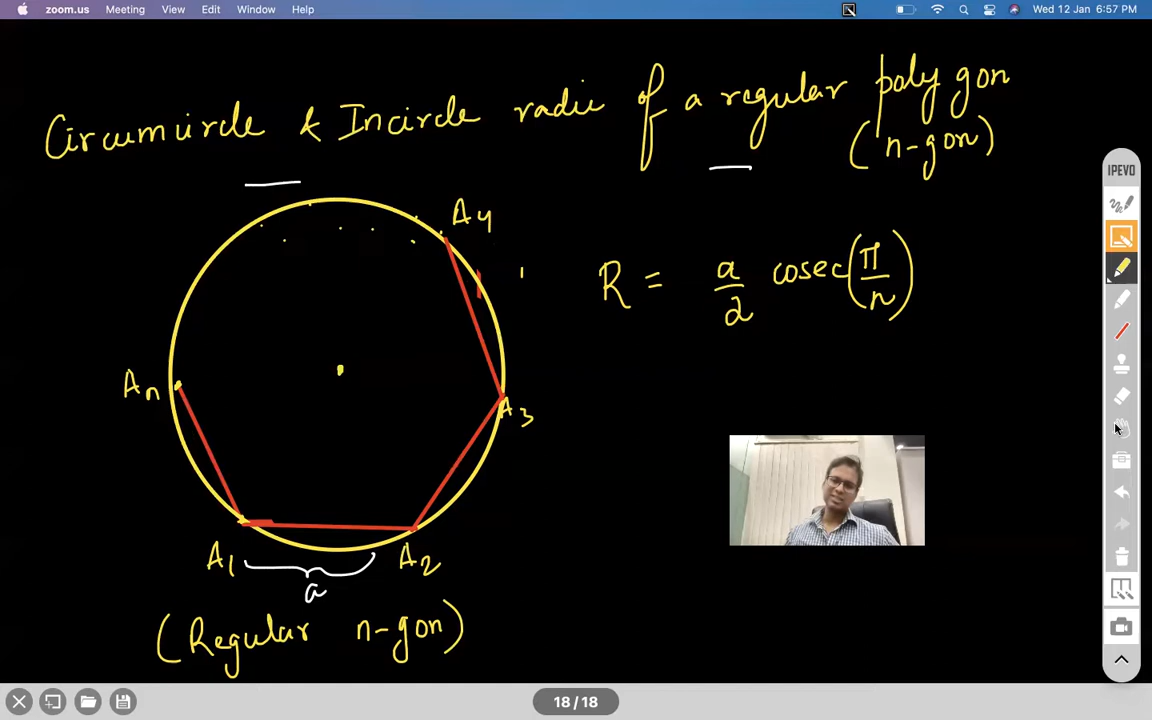 zoom.us Meeting View Edit Window Help Wed 12 Jan 6:57 PM
Circumcircle & Incircle radii of a regular polygon
(n-gon)
IPEVO
A4
R = a/2 cosec(π/n)
An
A3
A1 A2
a
(Regular n-gon)
18 / 18